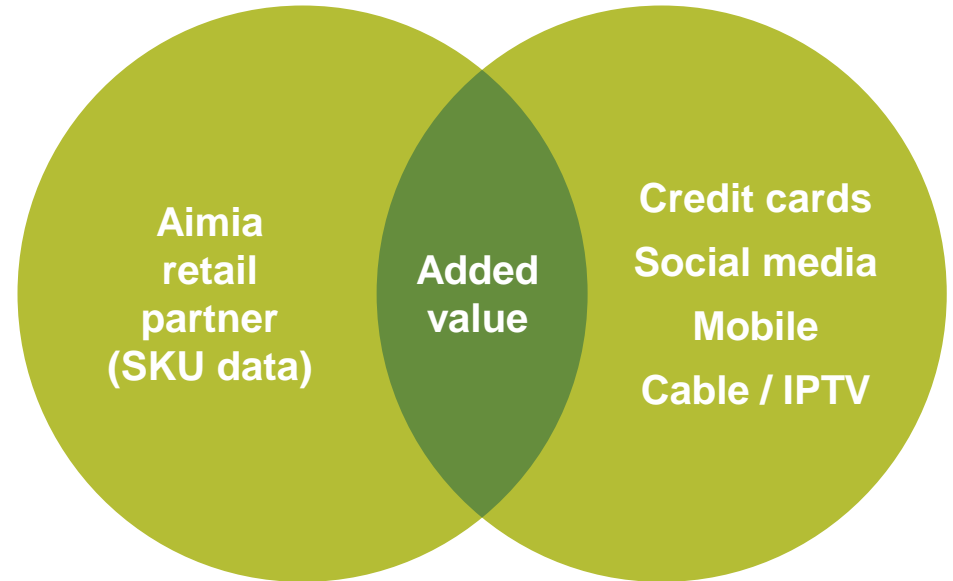 Aimia
retail
partner
(SKU data)
Added
value
Credit cards
Social media
Mobile
Cable / IPTV